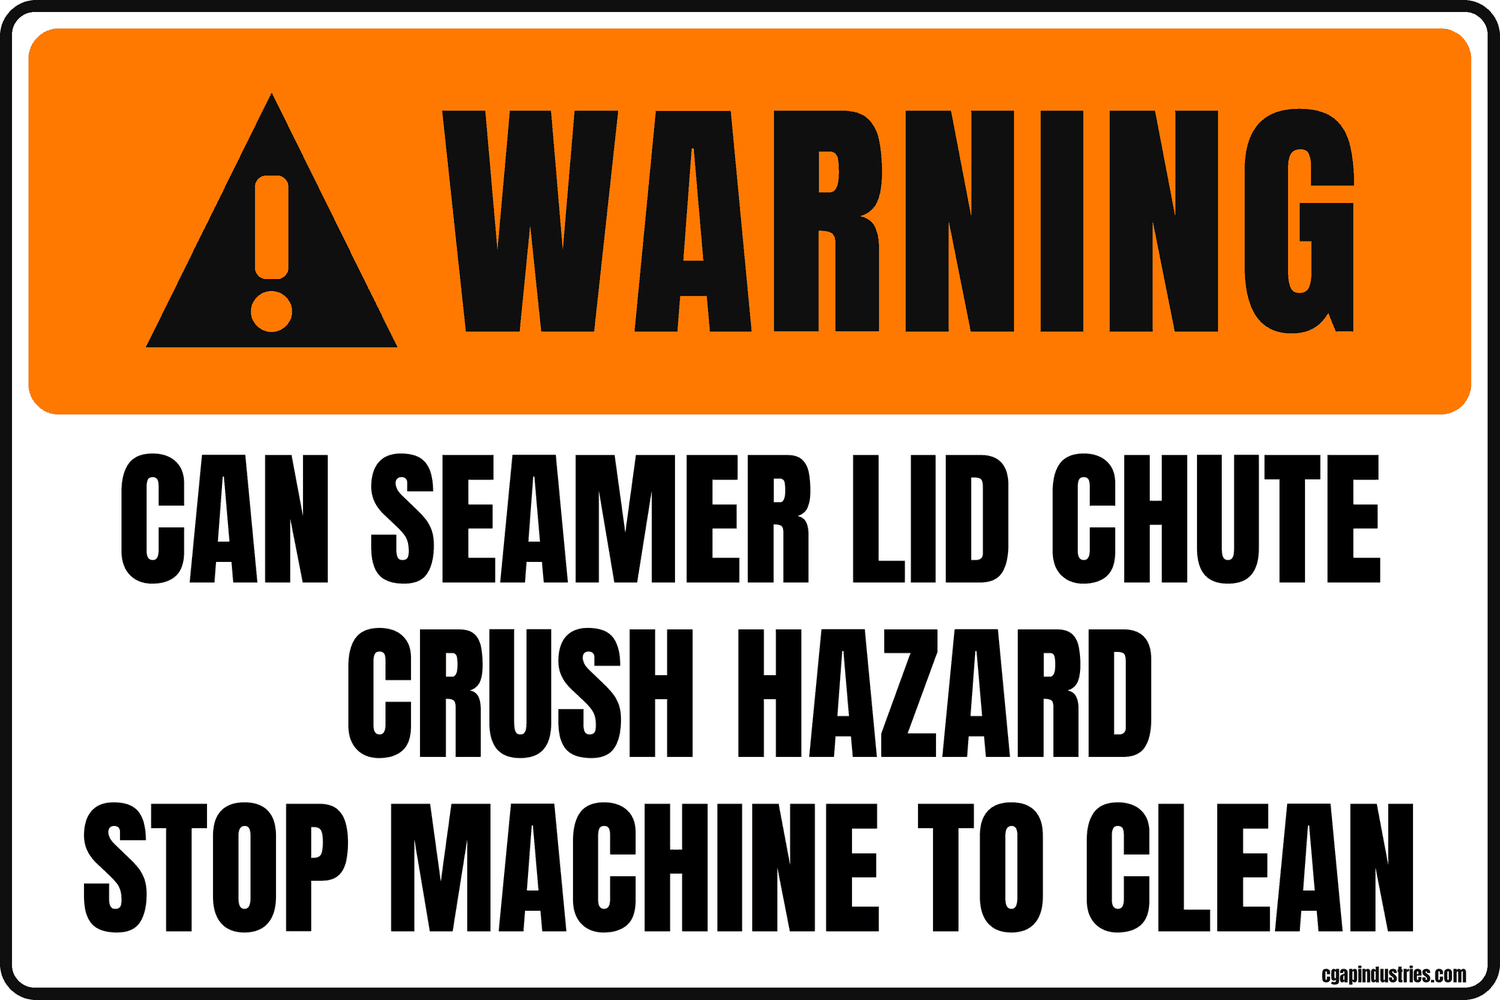 WARNING
CAN SEAMER LID CHUTE
CRUSH HAZARD
STOP MACHINE TO CLEAN
cgapindustries.com